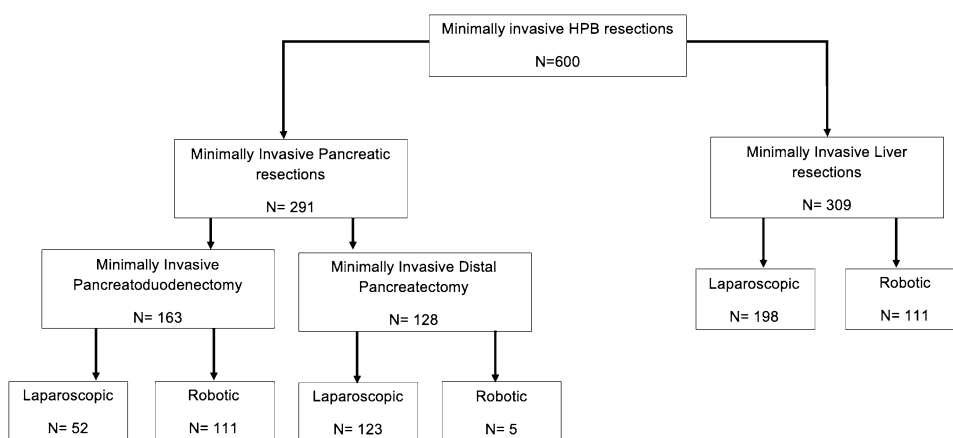 Minimally invasive HPB resections
N=600
Minimally Invasive Pancreatic
resections
N= 291
Minimally Invasive Liver
resections
N= 309
Minimally Invasive
Pancreatoduodenectomy
N= 163
Minimally Invasive Distal
Pancreatectomy
N= 128
Laparoscopic
N= 198
Robotic
N= 111
Laparoscopic
N= 52
Robotic
N= 111
Laparoscopic
N= 123
Robotic
N= 5